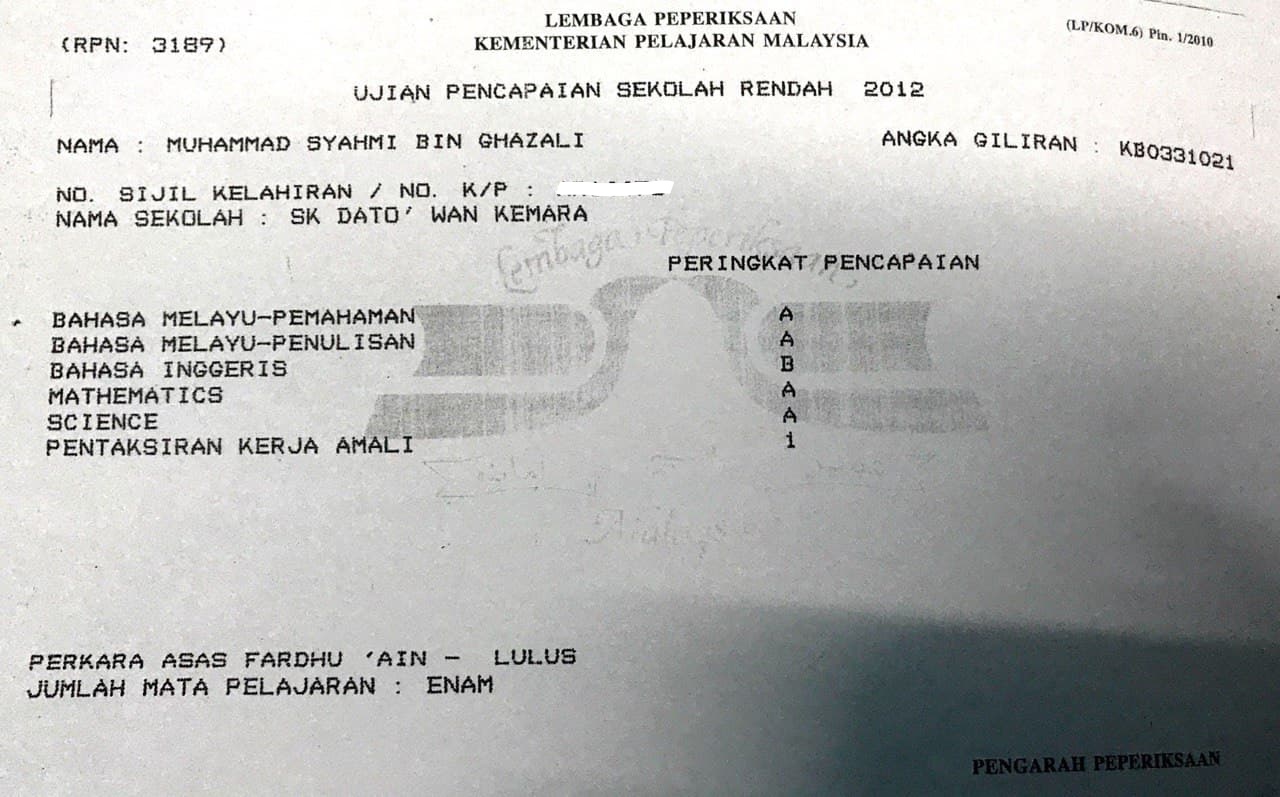 LEMBAGA PEPERIKSAAN
(RPN: 3189)
KEMENTERIAN PELAJARAN MALAYSIA
(LP/KOM.6) Pin. 1/2010
UJIAN PENCAPAIAN SEKOLAH RENDAH 2012
NAMA : MUHAMMAD SYAHMI BIN GHAZALI
ANGKA GILIRAN : KB0331021
NO. SIJIL KELAHIRAN / NO. K/P :
NAMA SEKOLAH : SK DATO' WAN KEMARA
Lembaga Peperiksaan
PERINGKAT PENCAPAIAN
BAHASA MELAYU-PEMAHAMAN A
BAHASA MELAYU-PENULISAN A
BAHASA INGGERIS B
MATHEMATICS A
SCIENCE A
PENTAKSIRAN KERJA AMALI 1
PERKARA ASAS FARDHU 'AIN - LULUS
JUMLAH MATA PELAJARAN : ENAM
PENGARAH PEPERIKSAAN